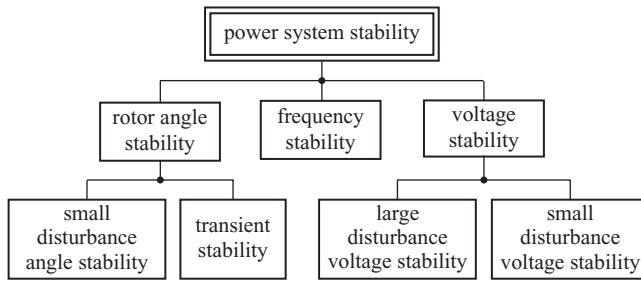 power system stability
rotor angle
stability
frequency
stability
voltage
stability
small
disturbance
angle stability
transient
stability
large
disturbance
voltage stability
small
disturbance
voltage stability